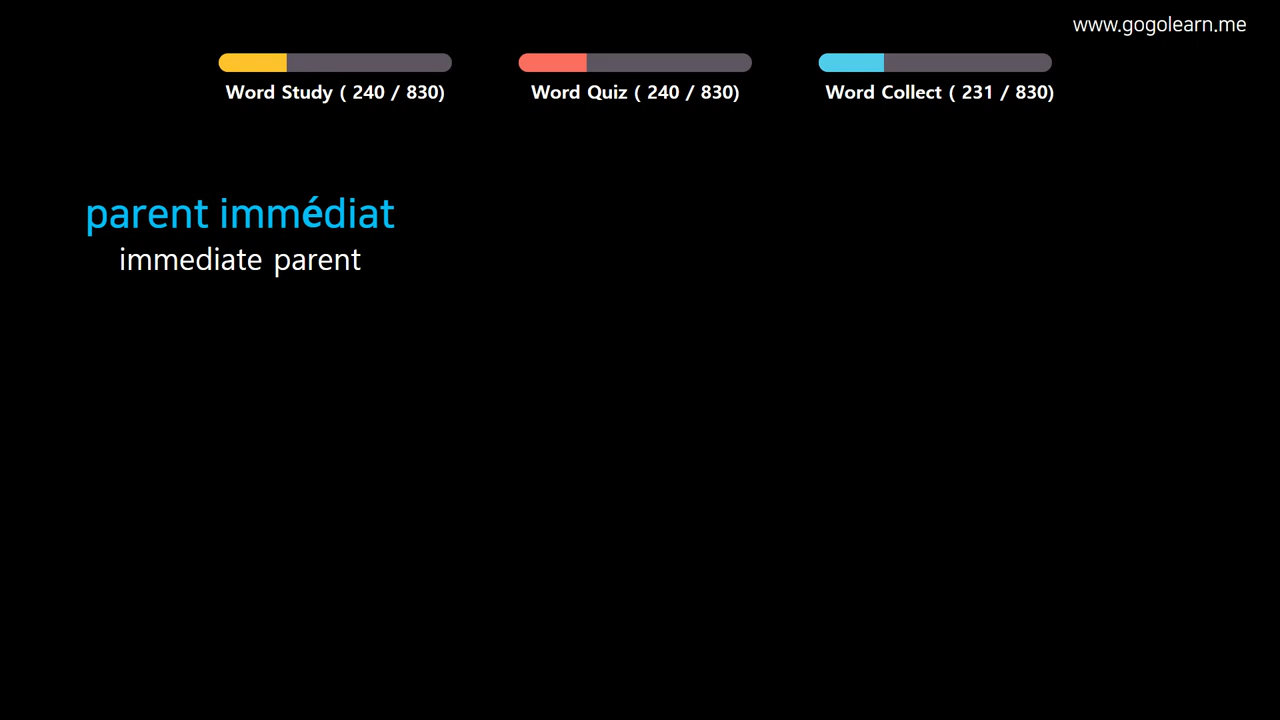 www.gogolearn.me
Word Study ( 240 / 830)
Word Quiz ( 240 / 830)
Word Collect ( 231 / 830)
parent immédiat
immediate parent